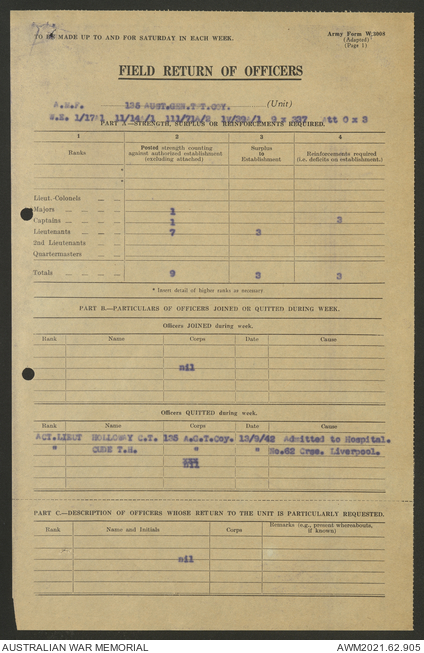 TO BE MADE UP TO AND FOR SATURDAY IN EACH WEEK.
Army Form W.3008
(Adapted)
(Page 1)
FIELD RETURN OF OFFICERS
A.M.F. 135 AUST.GEN.T.PT.COY. (Unit)
PART A—STRENGTH, SURPLUS OR REINFORCEMENTS REQUIRED.
1 2 3 4
Ranks Posted strength counting against authorized establishment (excluding attached) Surplus to Establishment Reinforcements required (i.e. deficits on establishment.)
Lieut. Colonels
Majors 1
Captains 1 3
Lieutenants 7 3
2nd Lieutenants
Quartermasters
Totals 9 3 3
* Insert detail of higher ranks or necessary
PART B.—PARTICULARS OF OFFICERS JOINED OR QUITTED DURING WEEK.
Officers JOINED during week.
Rank Name Corps Date Cause
nil
Officers QUITTED during week.
Rank Name Corps Date Cause
ACT.LIEUT HOLLOWAY C.T. 135 A.G.T.Coy. 12/9/42 Admitted to Hospital.
" T.H. " " No.62 Liverpool.
nil
PART C.—DESCRIPTION OF OFFICERS WHOSE RETURN TO THE UNIT IS PARTICULARLY REQUESTED.
Rank Name and Initials Corps Remarks (e.g., present whereabouts, if known)
nil
AUSTRALIAN WAR MEMORIAL AWM2021.62.905